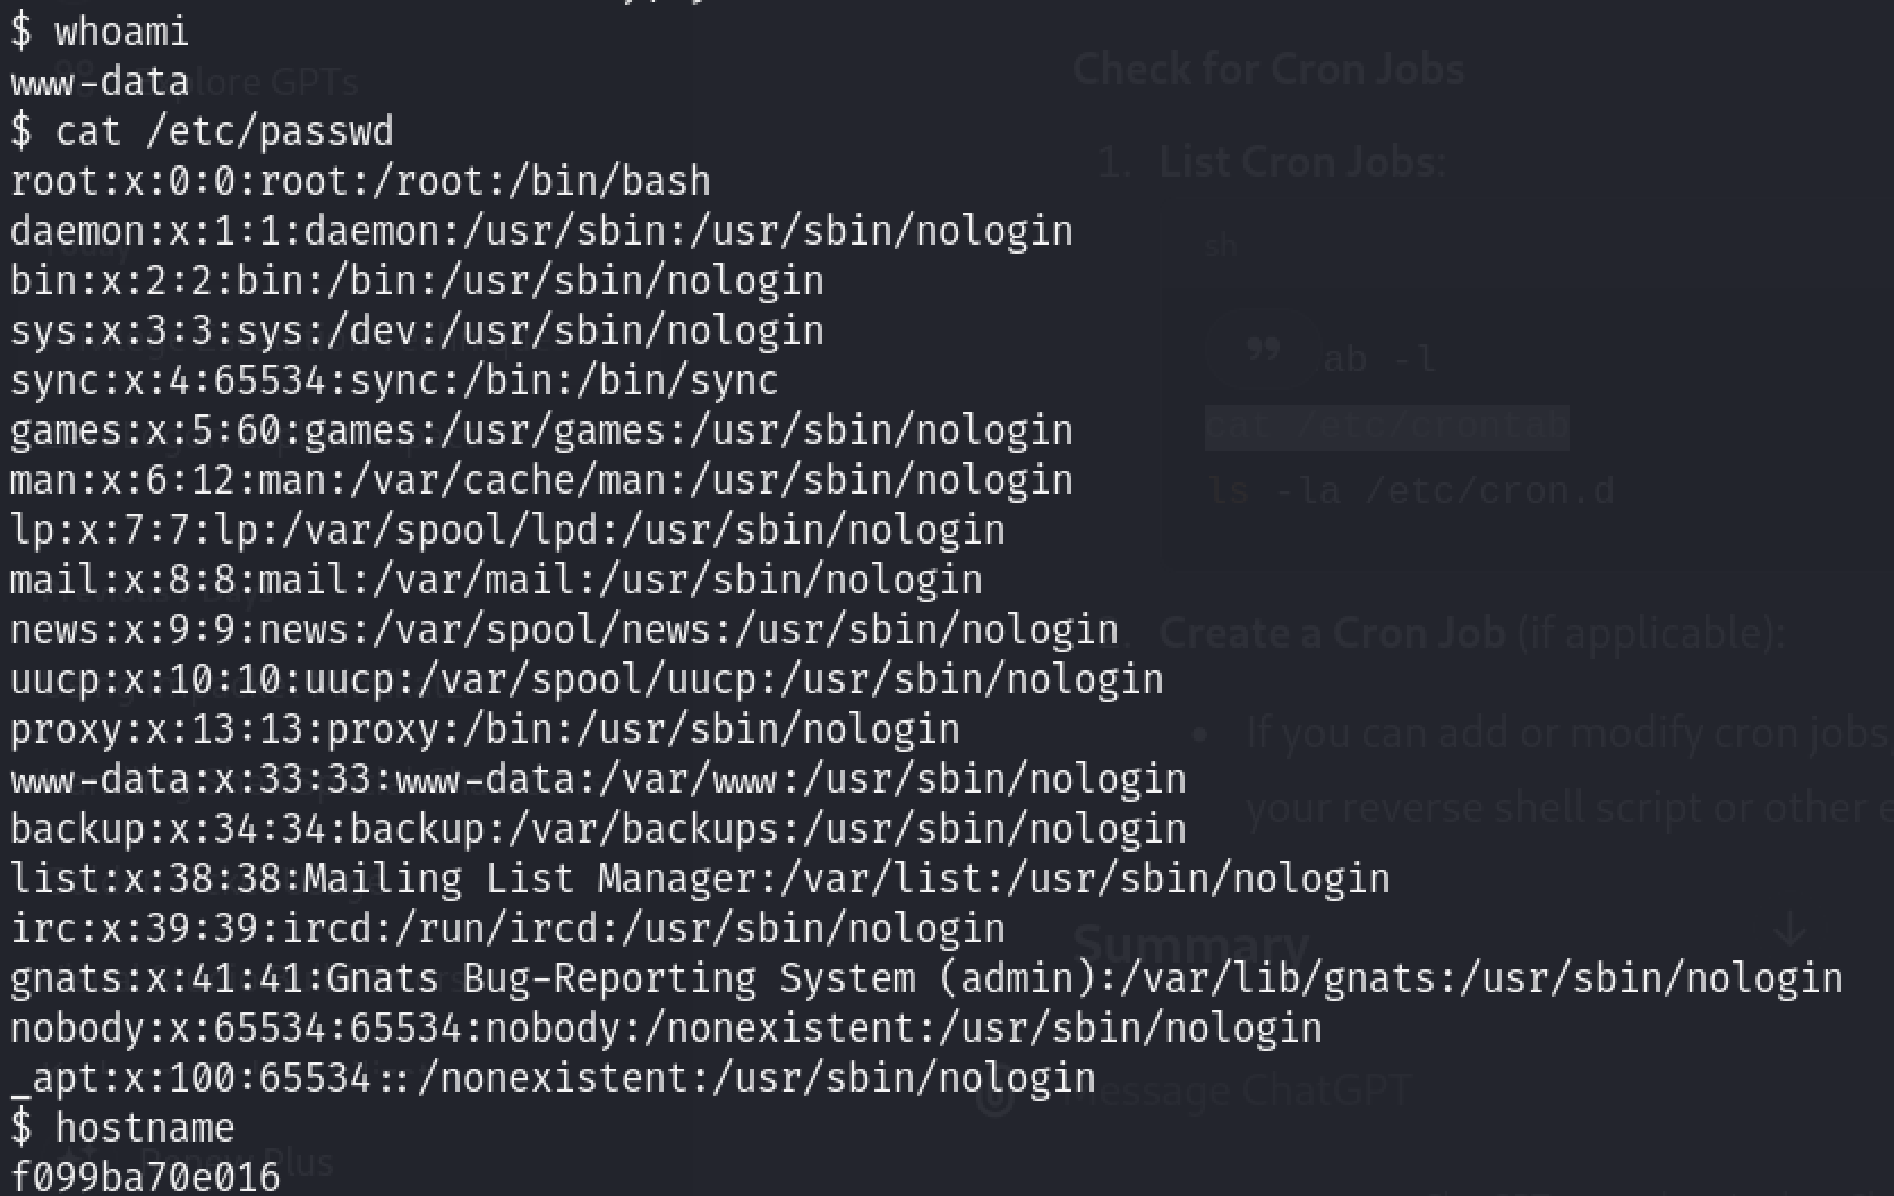 $ whoami
www-data
$ cat /etc/passwd
root:x:0:0:root:/root:/bin/bash
daemon:x:1:1:daemon:/usr/sbin:/usr/sbin/nologin
bin:x:2:2:bin:/bin:/usr/sbin/nologin
sys:x:3:3:sys:/dev:/usr/sbin/nologin
sync:x:4:65534:sync:/bin:/bin/sync
games:x:5:60:games:/usr/games:/usr/sbin/nologin
man:x:6:12:man:/var/cache/man:/usr/sbin/nologin
lp:x:7:7:lp:/var/spool/lpd:/usr/sbin/nologin
mail:x:8:8:mail:/var/mail:/usr/sbin/nologin
news:x:9:9:news:/var/spool/news:/usr/sbin/nologin
uucp:x:10:10:uucp:/var/spool/uucp:/usr/sbin/nologin
proxy:x:13:13:proxy:/bin:/usr/sbin/nologin
www-data:x:33:33:www-data:/var/www:/usr/sbin/nologin
backup:x:34:34:backup:/var/backups:/usr/sbin/nologin
list:x:38:38:Mailing List Manager:/var/list:/usr/sbin/nologin
irc:x:39:39:ircd:/run/ircd:/usr/sbin/nologin
gnats:x:41:41:Gnats Bug-Reporting System (admin):/var/lib/gnats:/usr/sbin/nologin
nobody:x:65534:65534:nobody:/nonexistent:/usr/sbin/nologin
_apt:x:100:65534::/nonexistent:/usr/sbin/nologin
$ hostname
f099ba70e016
Explore GPTs
Renew Plus
Check for Cron Jobs
1. List Cron Jobs:
sh
ab -l
cat /etc/crontab
ls -la /etc/cron.d
Create a Cron Job (if applicable):
• If you can add or modify cron jobs
your reverse shell script or other
Summary
Message ChatGPT